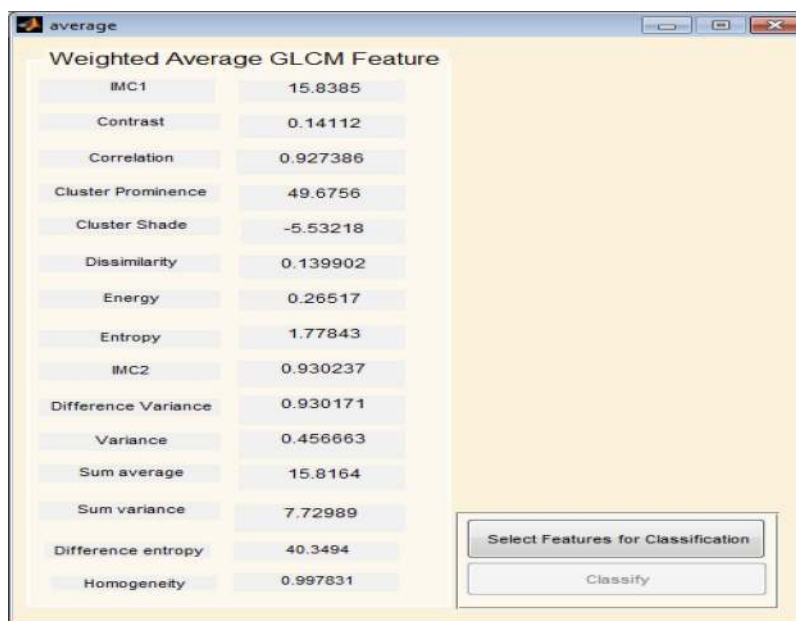 average
Weighted Average GLCM Feature
IMC1 15.8385
Contrast 0.14112
Correlation 0.927386
Cluster Prominence 49.6756
Cluster Shade -5.53218
Dissimilarity 0.139902
Energy 0.26517
Entropy 1.77843
IMC2 0.930237
Difference Variance 0.930171
Variance 0.456663
Sum average 15.8164
Sum variance 7.72989
Difference entropy 40.3494
Homogeneity 0.997831
Select Features for Classification
Classify